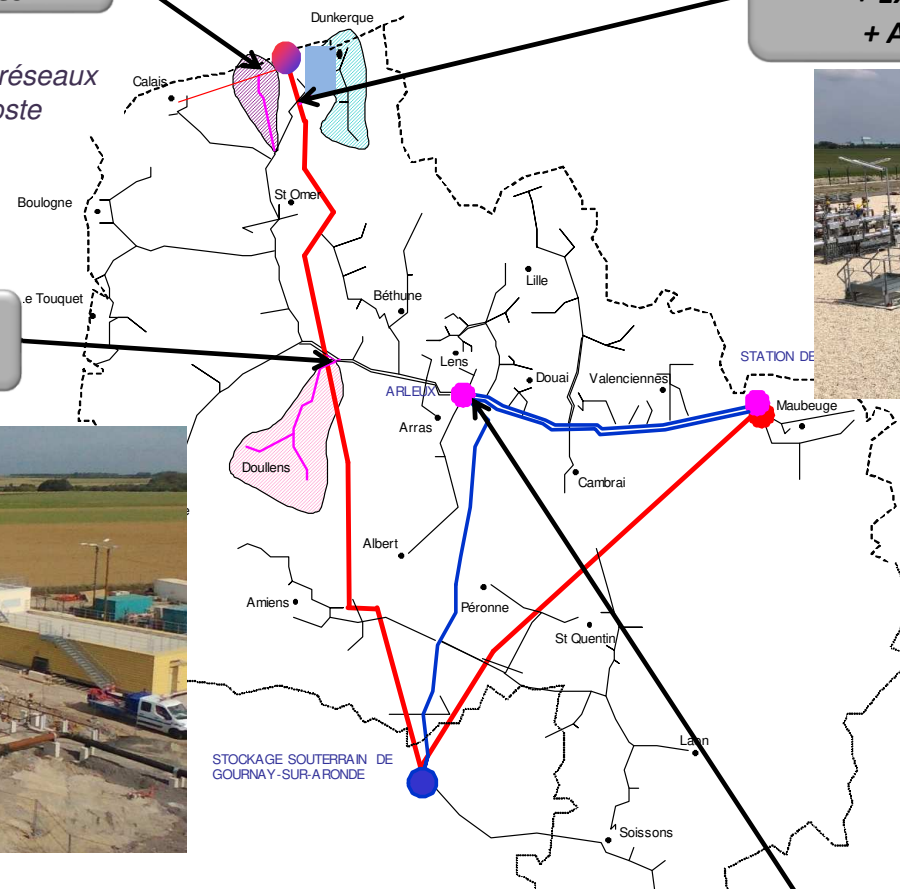 Dunkerque
+ A
réseaux
Calais
oste
St Omer
Boulogne
Lille
e Touquet
Béthune
Lens
STATION DE
Douai
Valenciennes
ARLEUX
Maubeuge
Arras
Doullens
Cambrai
Albert
Amiens
Péronne
St Quentin
Laon
STOCKAGE SOUTERRAIN DE
GOURNAY-SUR-ARONDE
Soissons